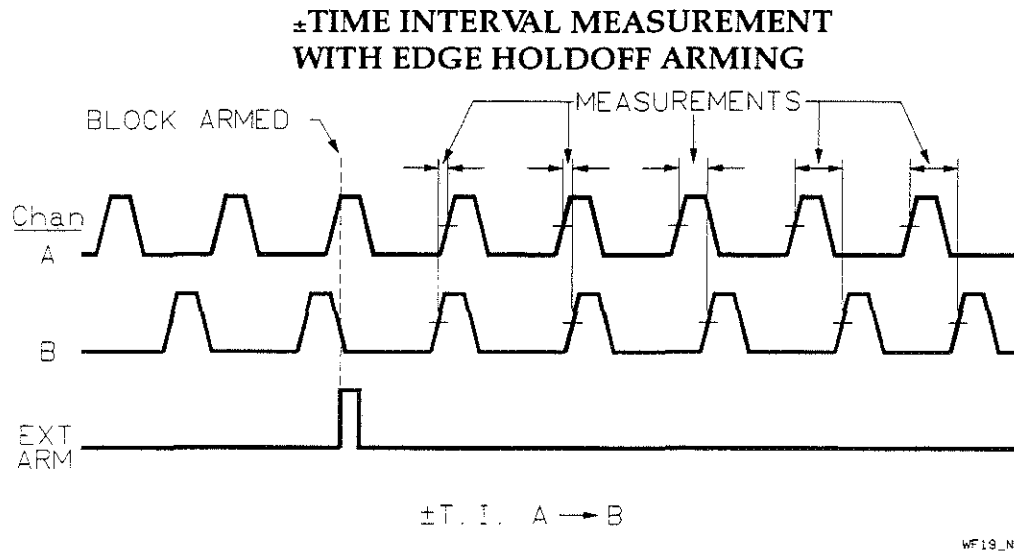 ±TIME INTERVAL MEASUREMENT
WITH EDGE HOLDOFF ARMING
MEASUREMENTS
BLOCK ARMED
Chan
A
B
EXT
ARM
±T. I. A → B
WF19_N